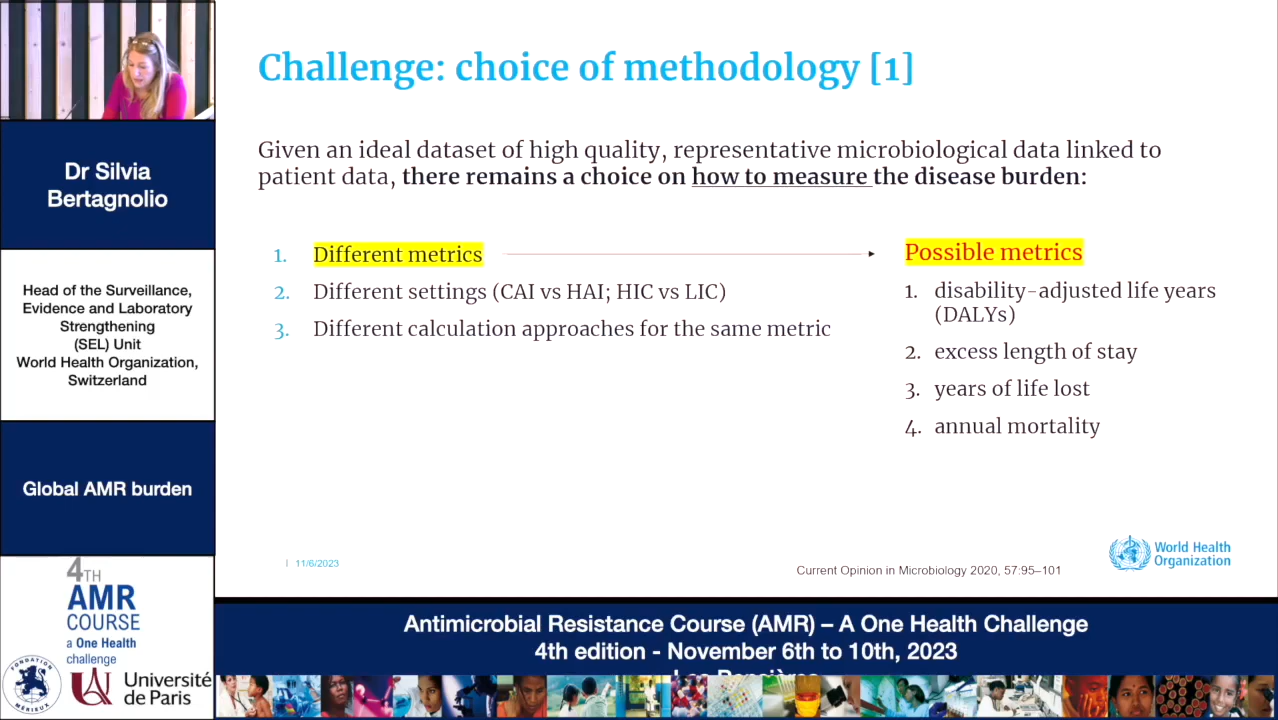 Challenge: choice of methodology [1]
Given an ideal dataset of high quality, representative microbiological data linked to
patient data, there remains a choice on how to measure the disease burden:
1. Different metrics
2. Different settings (CAI vs HAI; HIC vs LIC)
3. Different calculation approaches for the same metric
Possible metrics
1. disability-adjusted life years
(DALYs)
2. excess length of stay
3. years of life lost
4. annual mortality
11/6/2023
Current Opinion in Microbiology 2020, 57:95–101
World Health
Organization
Dr Silvia
Bertagnolio
Head of the Surveillance,
Evidence and Laboratory
Strengthening
(SEL) Unit
World Health Organization,
Switzerland
Global AMR burden
4TH
AMR
COURSE
a One Health
challenge
FONDATION
MÉRIEUX
Université
de Paris
Antimicrobial Resistance Course (AMR) – A One Health Challenge
4th edition - November 6th to 10th, 2023